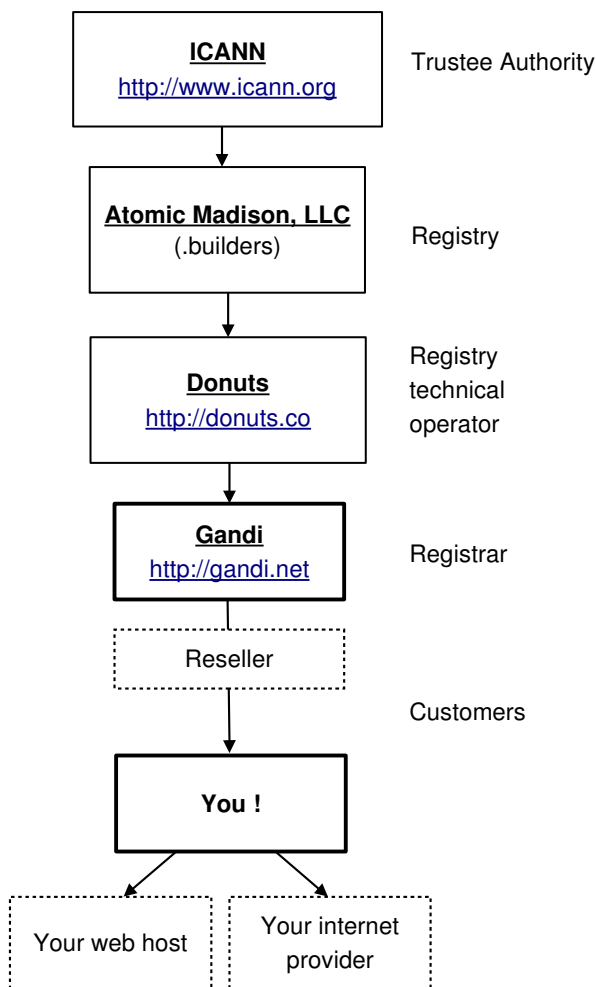 ICANN
http://www.icann.org
Trustee Authority
Atomic Madison, LLC
(.builders)
Registry
Donuts
http://donuts.co
Registry
technical
operator
Gandi
http://gandi.net
Registrar
Reseller
Customers
You !
Your web host
Your internet
provider